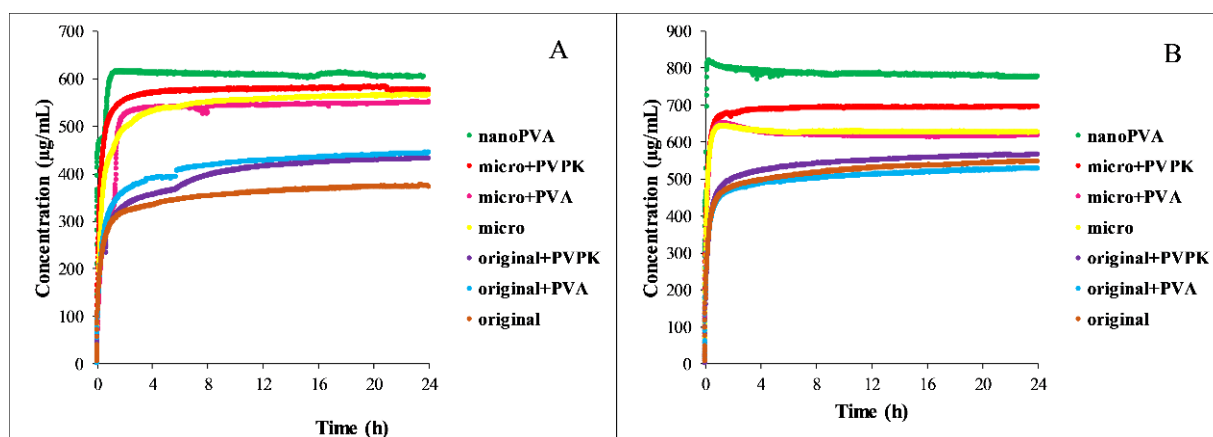 A
Concentration (µg/mL)
700
600
500
400
300
200
100
0
0 4 8 12 16 20 24
Time (h)
nanoPVA
micro+PVPK
micro+PVA
micro
original+PVPK
original+PVA
original
B
Concentration (µg/mL)
900
800
700
600
500
400
300
200
100
0
0 4 8 12 16 20 24
Time (h)
nanoPVA
micro+PVPK
micro+PVA
micro
original+PVPK
original+PVA
original